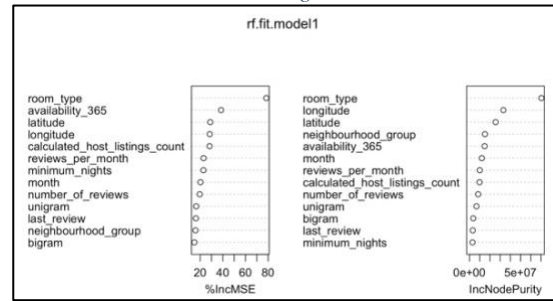 rf.fit.model1
room_type
availability_365
latitude
longitude
calculated_host_listings_count
reviews_per_month
minimum_nights
month
number_of_reviews
unigram
last_review
neighbourhood_group
bigram
20 40 60 80
%IncMSE
room_type
longitude
latitude
neighbourhood_group
availability_365
month
reviews_per_month
calculated_host_listings_count
number_of_reviews
unigram
bigram
last_review
minimum_nights
0e+00 5e+07
IncNodePurity